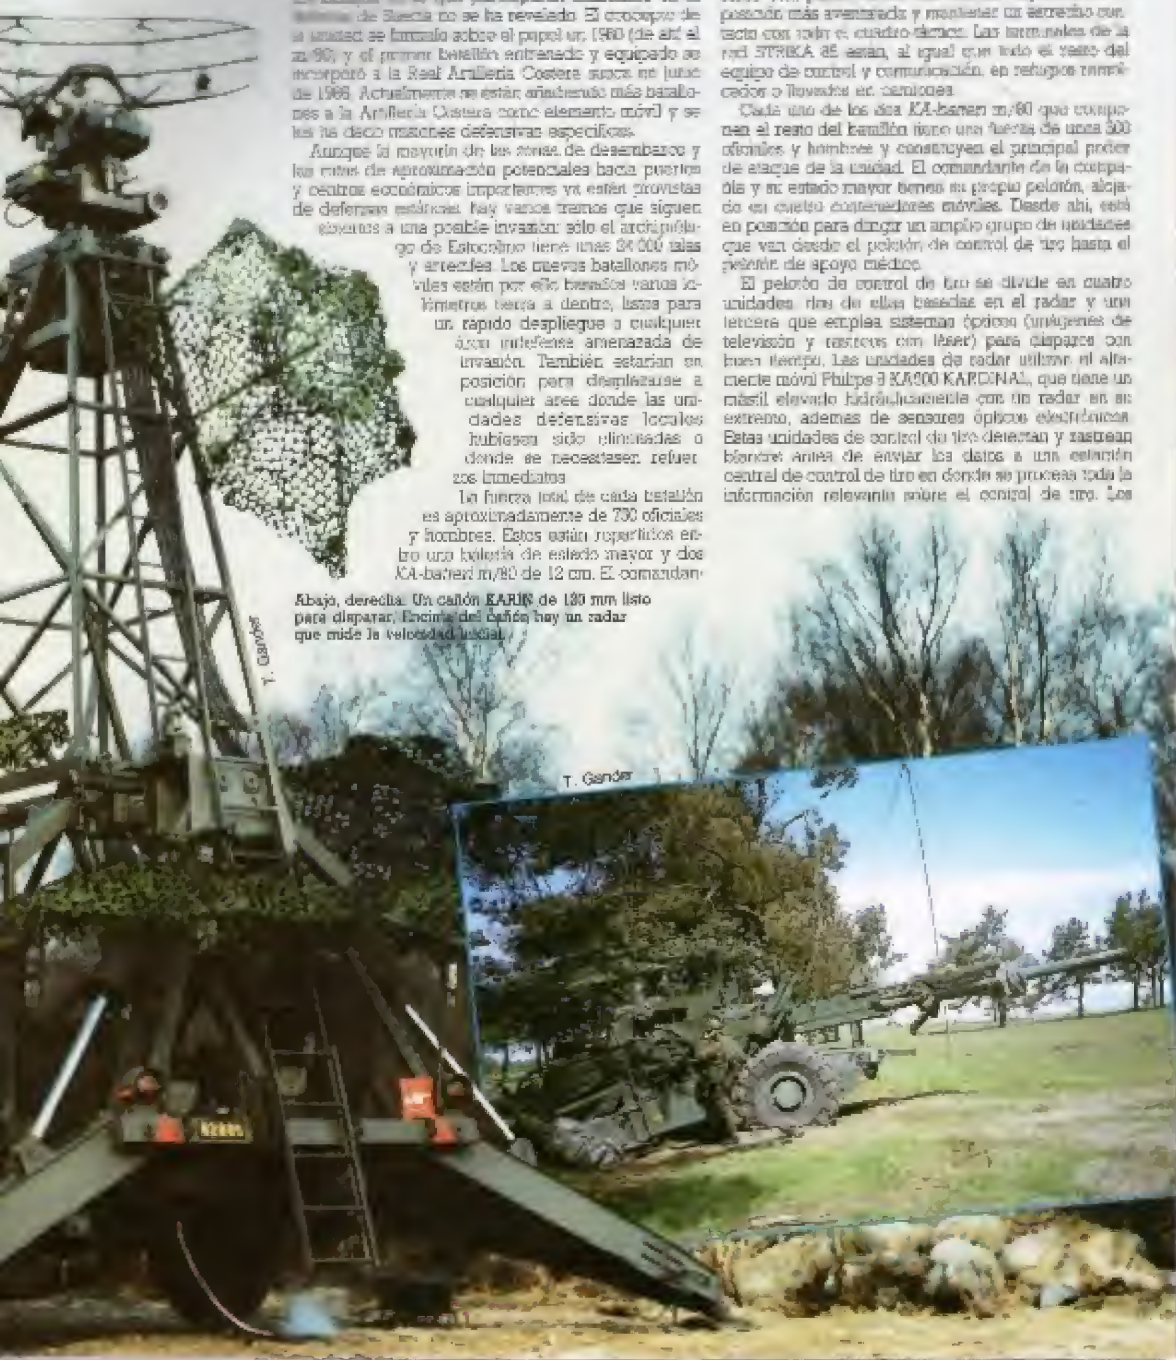 de Suecia no se ha revelado. El concepto de
la unidad se formuló sobre el papel en 1980 (de ahí el
m/80) y el primer batallón entrenado y equipado se
incorporó a la Real Artillería Costera sueca en junio
de 1986. Actualmente se están añadiendo más batallo-
nes a la Artillería Costera como elemento móvil y se
les ha dado misiones defensivas específicas.
Aunque la mayoría de las zonas de desembarco y
las rutas de aproximación potenciales hacia puertos
y centros económicos importantes ya están provistas
de defensas estáticas, hay varios tramos que siguen
abiertos a una posible invasión: sólo el archipiéla-
go de Estocolmo tiene unas 24 000 islas
y arrecifes. Los nuevos batallones mó-
viles están por ello basados varios ki-
lómetros tierra a dentro, listos para
un rápido despliegue a cualquier
área indefensa amenazada de
invasión. También estarían en
posición para desplazarse a
cualquier área donde las uni-
dades defensivas locales
hubiesen sido eliminadas o
donde se necesitasen refuer-
zos inmediatos.
La fuerza total de cada batallón
es aproximadamente de 730 oficiales
y hombres. Éstos están repartidos en-
tre una batería de estado mayor y dos
KA-batteri m/80 de 12 cm. El comandan-
Abajo, derecha: Un cañón KARIN de 120 mm listo
para disparar. Encima del cañón hay un radar
que mide la velocidad inicial.
T. Gander
posición más aventurada y mantener un estrecho con-
tacto con todo el cuadro táctico. Las terminales de la
red STRIKA 85 están, al igual que todo el resto del
equipo de control y comunicación, en refugios remol-
cados o llevados en camiones.
Cada uno de los dos KA-batteri m/80 que compo-
nen el resto del batallón tiene una fuerza de unos 300
oficiales y hombres y constituyen el principal poder
de ataque de la unidad. El comandante de la compa-
ñía y su estado mayor tienen su propio pelotón, aloja-
do en cuatro contenedores móviles. Desde ahí, está
en posición para dirigir un amplio grupo de unidades
que van desde el pelotón de control de tiro hasta el
pelotón de apoyo médico.
El pelotón de control de tiro se divide en cuatro
unidades, dos de ellas basadas en el radar y una
tercera que emplea sistemas ópticos (imágenes de
televisión y rastreos con láser) para disparos con
buen tiempo. Las unidades de radar utilizan el alta-
mente móvil Philips 9 KA200 KARDINAL, que tiene un
mástil elevado hidráulicamente con un radar en su
extremo, además de sensores ópticos electrónicos.
Estas unidades de control de tiro detectan y rastrean
blancos antes de enviar los datos a una estación
central de control de tiro en donde se procesa toda la
información relevante sobre el control de tiro. Los
T. Gander